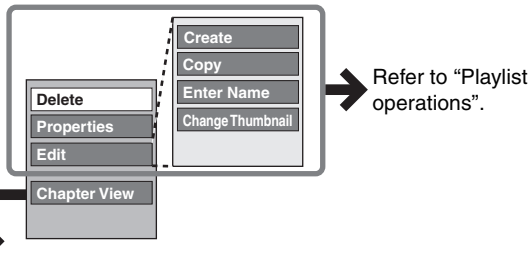 Create
Copy
Enter Name
Change Thumbnail
Delete
Properties
Edit
Chapter View
Refer to “Playlist
operations”.